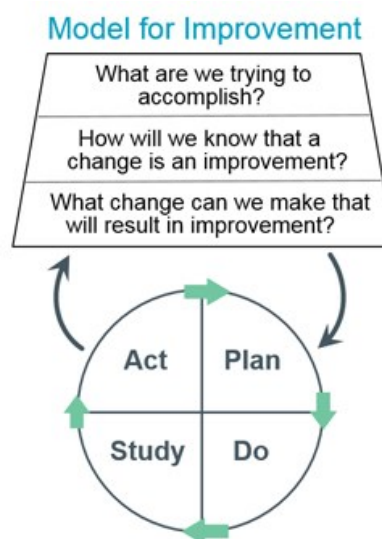 Model for Improvement
What are we trying to
accomplish?
How will we know that a
change is an improvement?
What change can we make that
will result in improvement?
Act
Plan
Study
Do